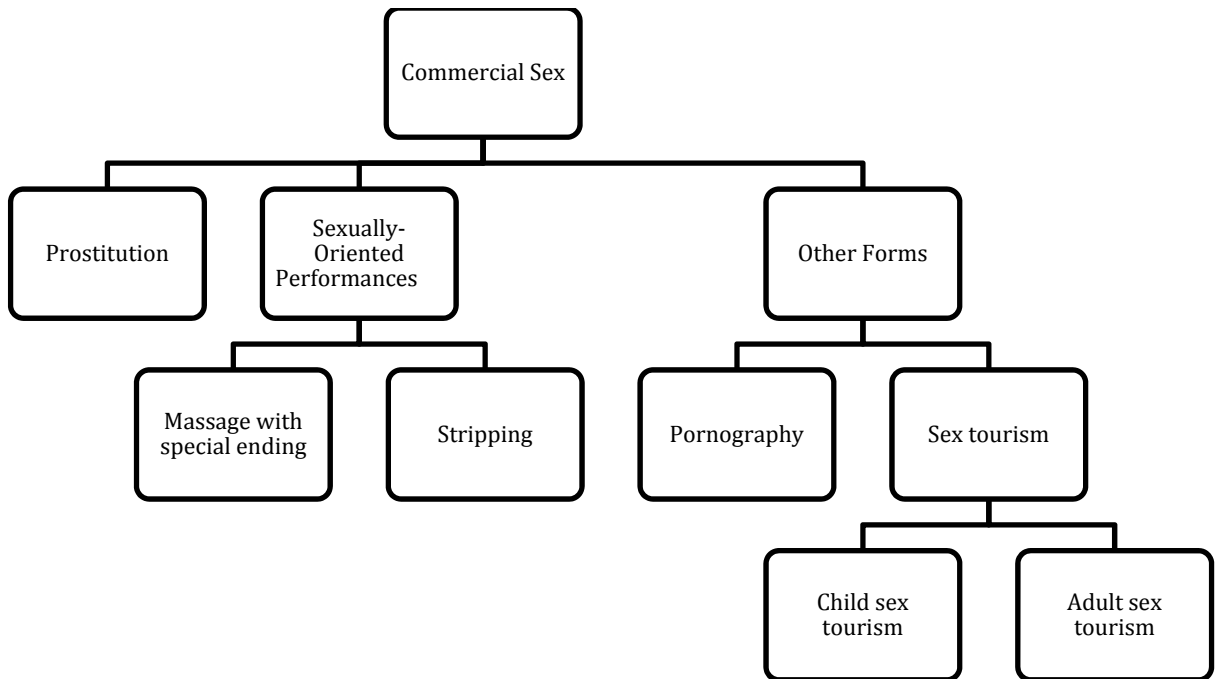 Commercial Sex
Prostitution
Sexually-
Oriented
Performances
Other Forms
Massage with
special ending
Stripping
Pornography
Sex tourism
Child sex
tourism
Adult sex
tourism